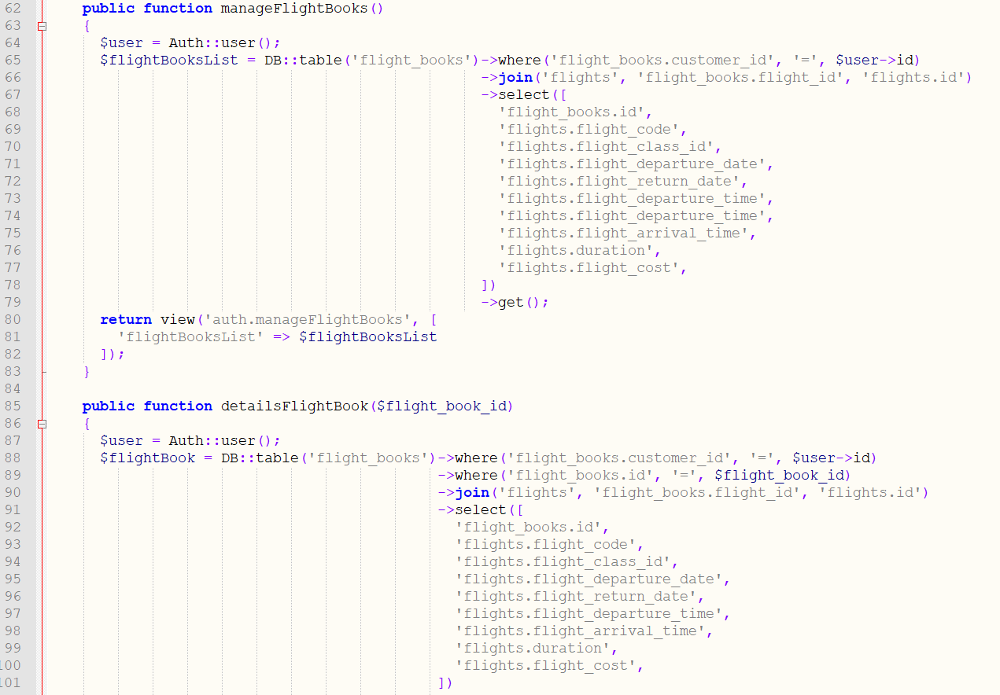 62 public function manageFlightBooks()
63 {
64 $user = Auth::user();
65 $flightBooksList = DB::table('flight_books')->where('flight_books.customer_id', '=', $user->id)
66 ->join('flights', 'flight_books.flight_id', 'flights.id')
67 ->select([
68 'flight_books.id',
69 'flights.flight_code',
70 'flights.flight_class_id',
71 'flights.flight_departure_date',
72 'flights.flight_return_date',
73 'flights.flight_departure_time',
74 'flights.flight_departure_time',
75 'flights.flight_arrival_time',
76 'flights.duration',
77 'flights.flight_cost',
78 ])
79 ->get();
80 return view('auth.manageFlightBooks', [
81 'flightBooksList' => $flightBooksList
82 ]);
83 }
84
85 public function detailsFlightBook($flight_book_id)
86 {
87 $user = Auth::user();
88 $flightBook = DB::table('flight_books')->where('flight_books.customer_id', '=', $user->id)
89 ->where('flight_books.id', '=', $flight_book_id)
90 ->join('flights', 'flight_books.flight_id', 'flights.id')
91 ->select([
92 'flight_books.id',
93 'flights.flight_code',
94 'flights.flight_class_id',
95 'flights.flight_departure_date',
96 'flights.flight_return_date',
97 'flights.flight_departure_time',
98 'flights.flight_arrival_time',
99 'flights.duration',
100 'flights.flight_cost',
101 ])